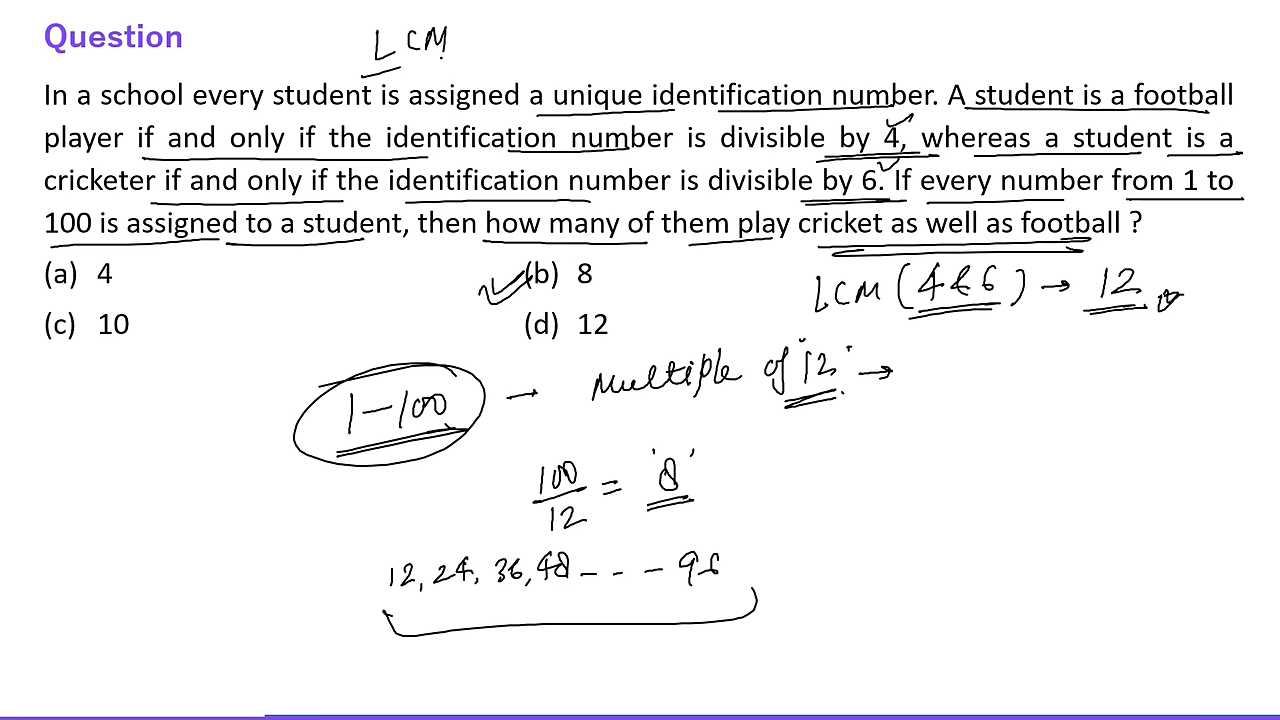 Question
LCM
In a school every student is assigned a unique identification number. A student is a football
player if and only if the identification number is divisible by 4, whereas a student is a
cricketer if and only if the identification number is divisible by 6. If every number from 1 to
100 is assigned to a student, then how many of them play cricket as well as football ?
(a) 4 (b) 8
(c) 10 (d) 12
LCM (4 & 6) → 12
1-100 → Multiple of '12' →
100/12 = '8'
12, 24, 36, 48 - - - 96